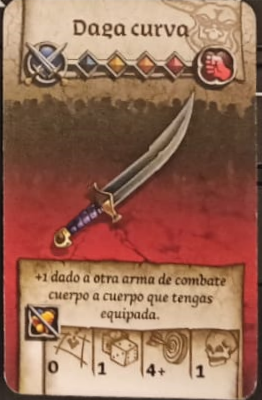 Daga curva
+1 dado a otra arma de combate
cuerpo a cuerpo que tengas
equipada.
0 1 4+ 1